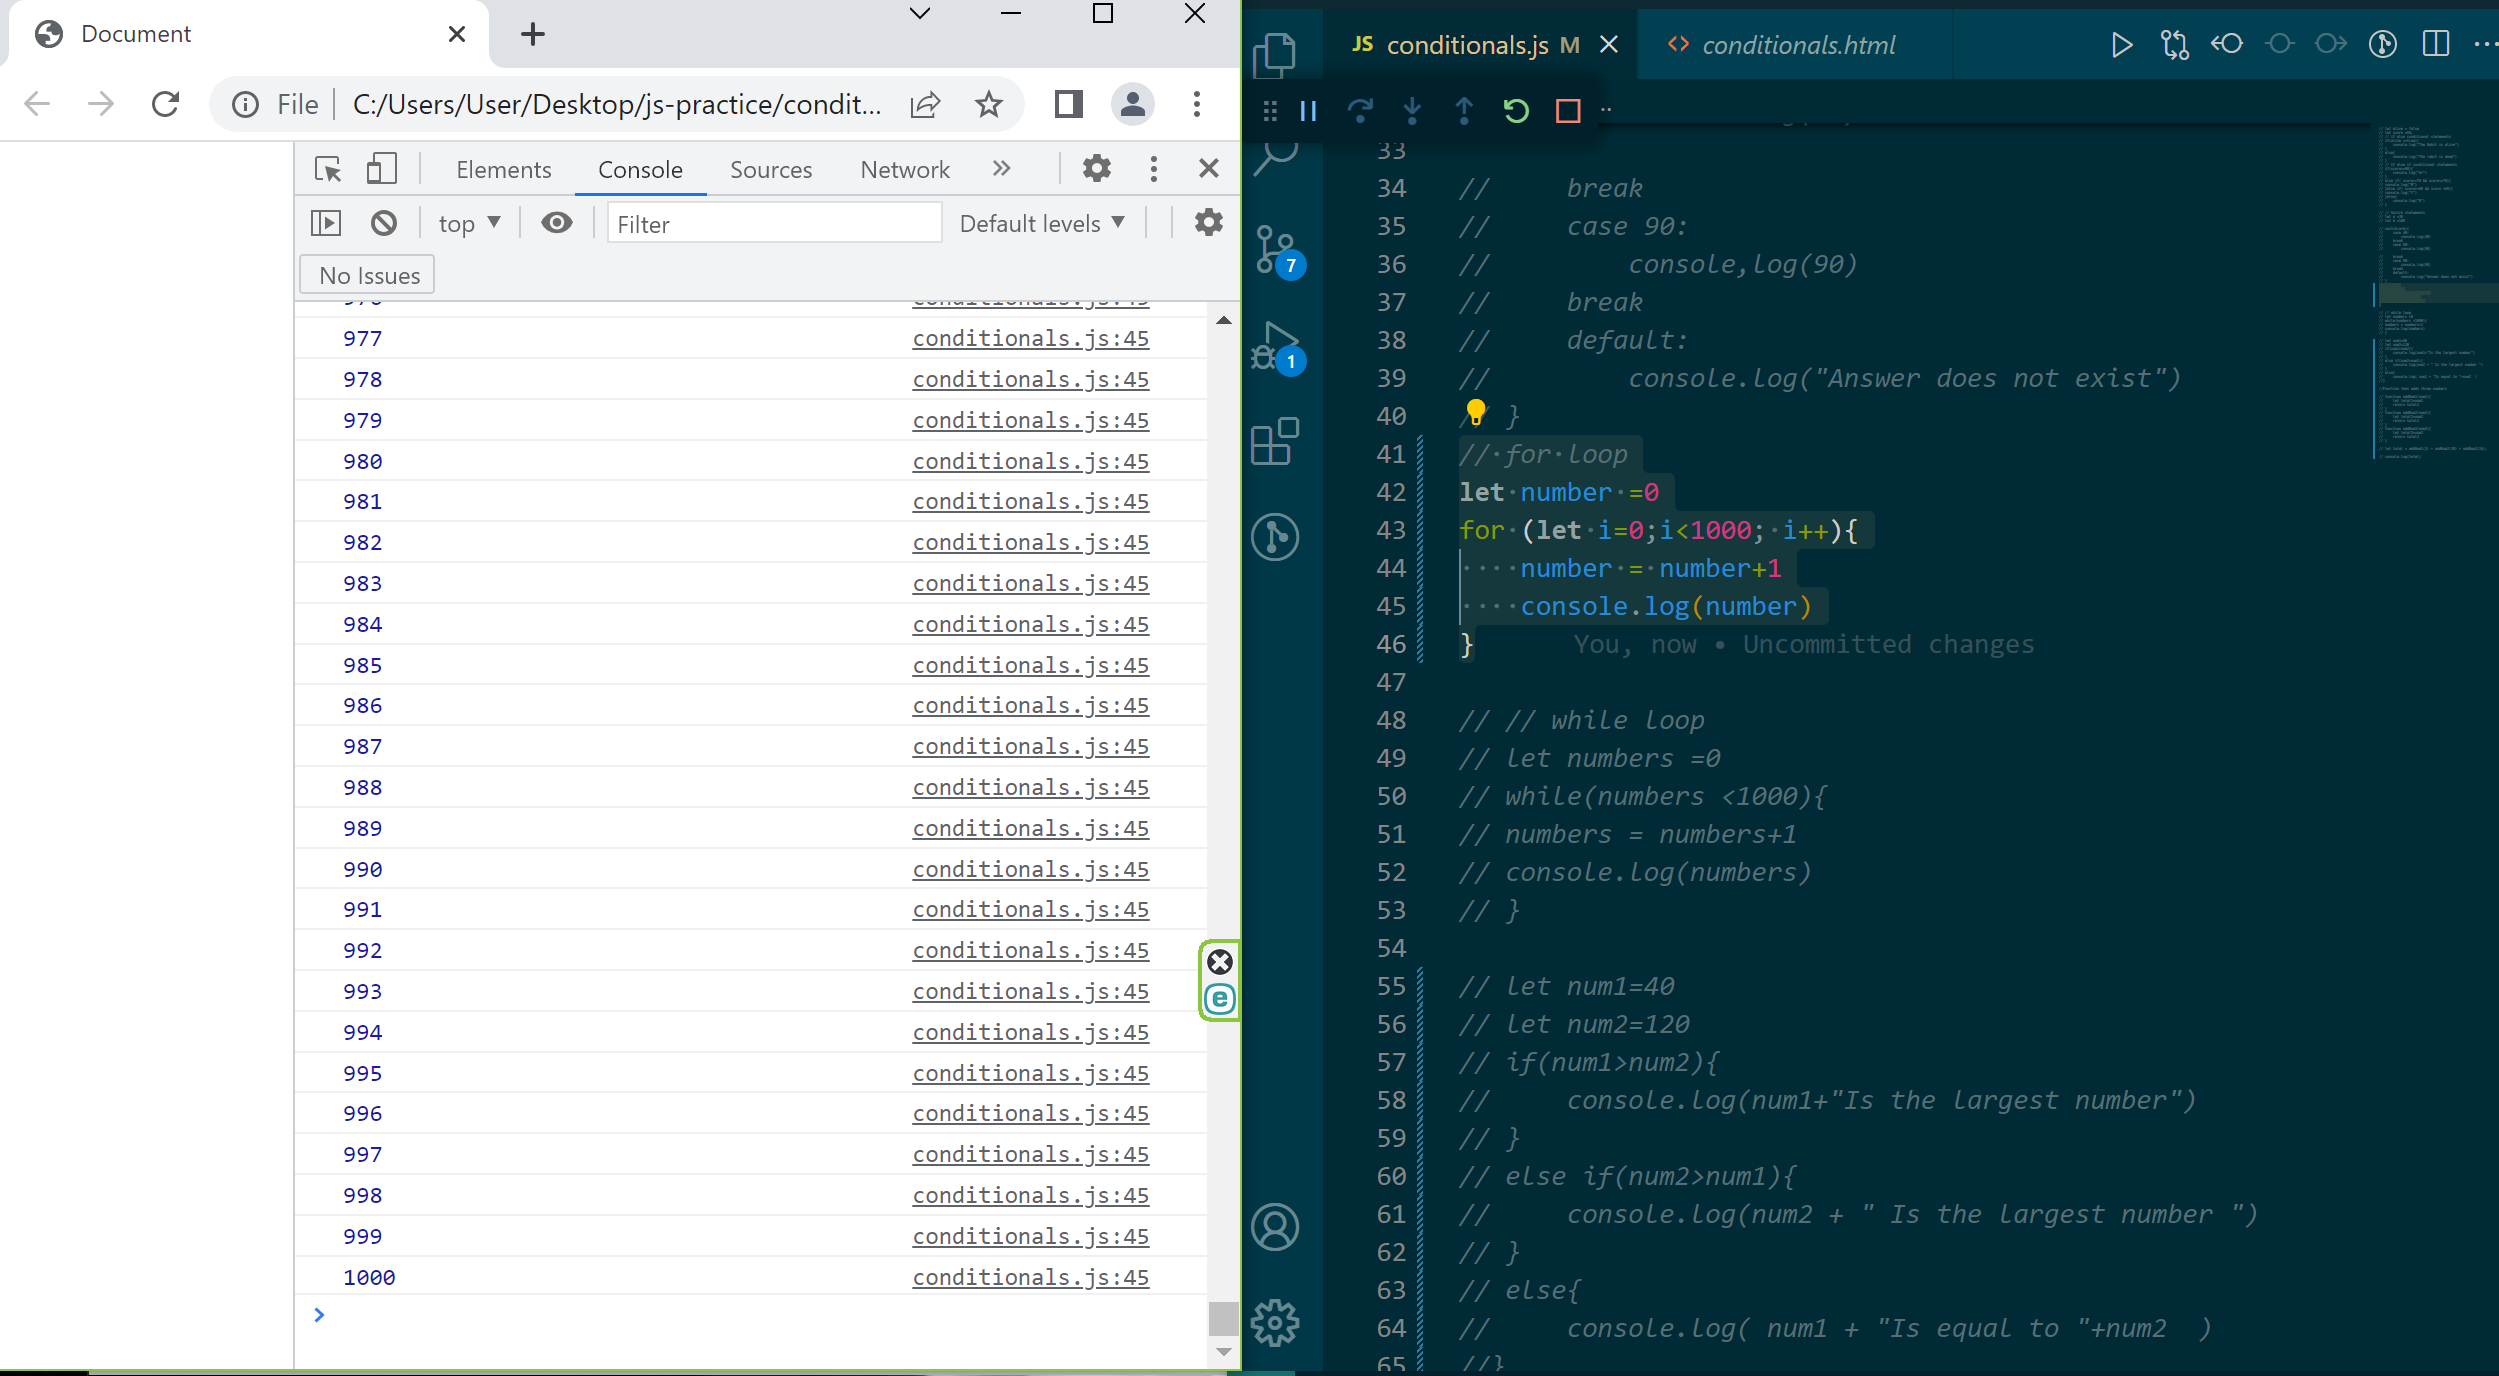 Document
File C:/Users/User/Desktop/js-practice/condit...
Elements Console Sources Network
top Filter Default levels
No Issues
977 conditionals.js:45
978 conditionals.js:45
979 conditionals.js:45
980 conditionals.js:45
981 conditionals.js:45
982 conditionals.js:45
983 conditionals.js:45
984 conditionals.js:45
985 conditionals.js:45
986 conditionals.js:45
987 conditionals.js:45
988 conditionals.js:45
989 conditionals.js:45
990 conditionals.js:45
991 conditionals.js:45
992 conditionals.js:45
993 conditionals.js:45
994 conditionals.js:45
995 conditionals.js:45
996 conditionals.js:45
997 conditionals.js:45
998 conditionals.js:45
999 conditionals.js:45
1000 conditionals.js:45
JS conditionals.js M conditionals.html
7
1
33
34 // break
35 // case 90:
36 // console,log(90)
37 // break
38 // default:
39 // console.log("Answer does not exist")
40 // }
41 // for loop
42 let number =0
43 for (let i=0;i<1000; i++){
44 number = number+1
45 console.log(number)
46 } You, now • Uncommitted changes
47
48 // // while loop
49 // let numbers =0
50 // while(numbers <1000){
51 // numbers = numbers+1
52 // console.log(numbers)
53 // }
54
55 // let num1=40
56 // let num2=120
57 // if(num1>num2){
58 // console.log(num1+"Is the largest number")
59 // }
60 // else if(num2>num1){
61 // console.log(num2 + " Is the largest number ")
62 // }
63 // else{
64 // console.log( num1 + "Is equal to "+num2 )
65 //}